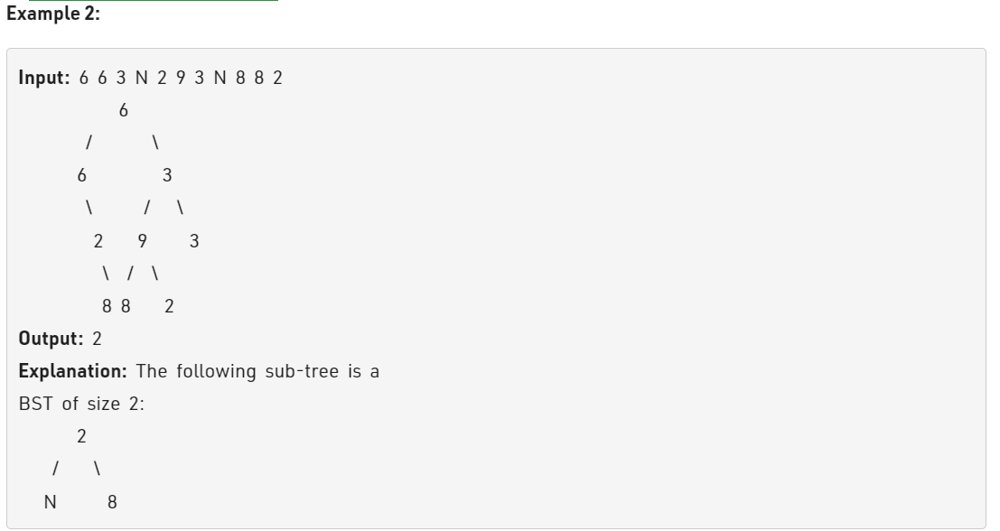 Example 2:
Input: 6 6 3 N 2 9 3 N 8 8 2
6
/ \
6 3
\ / \
2 9 3
\ / \
8 8 2
Output: 2
Explanation: The following sub-tree is a
BST of size 2:
2
/ \
N 8